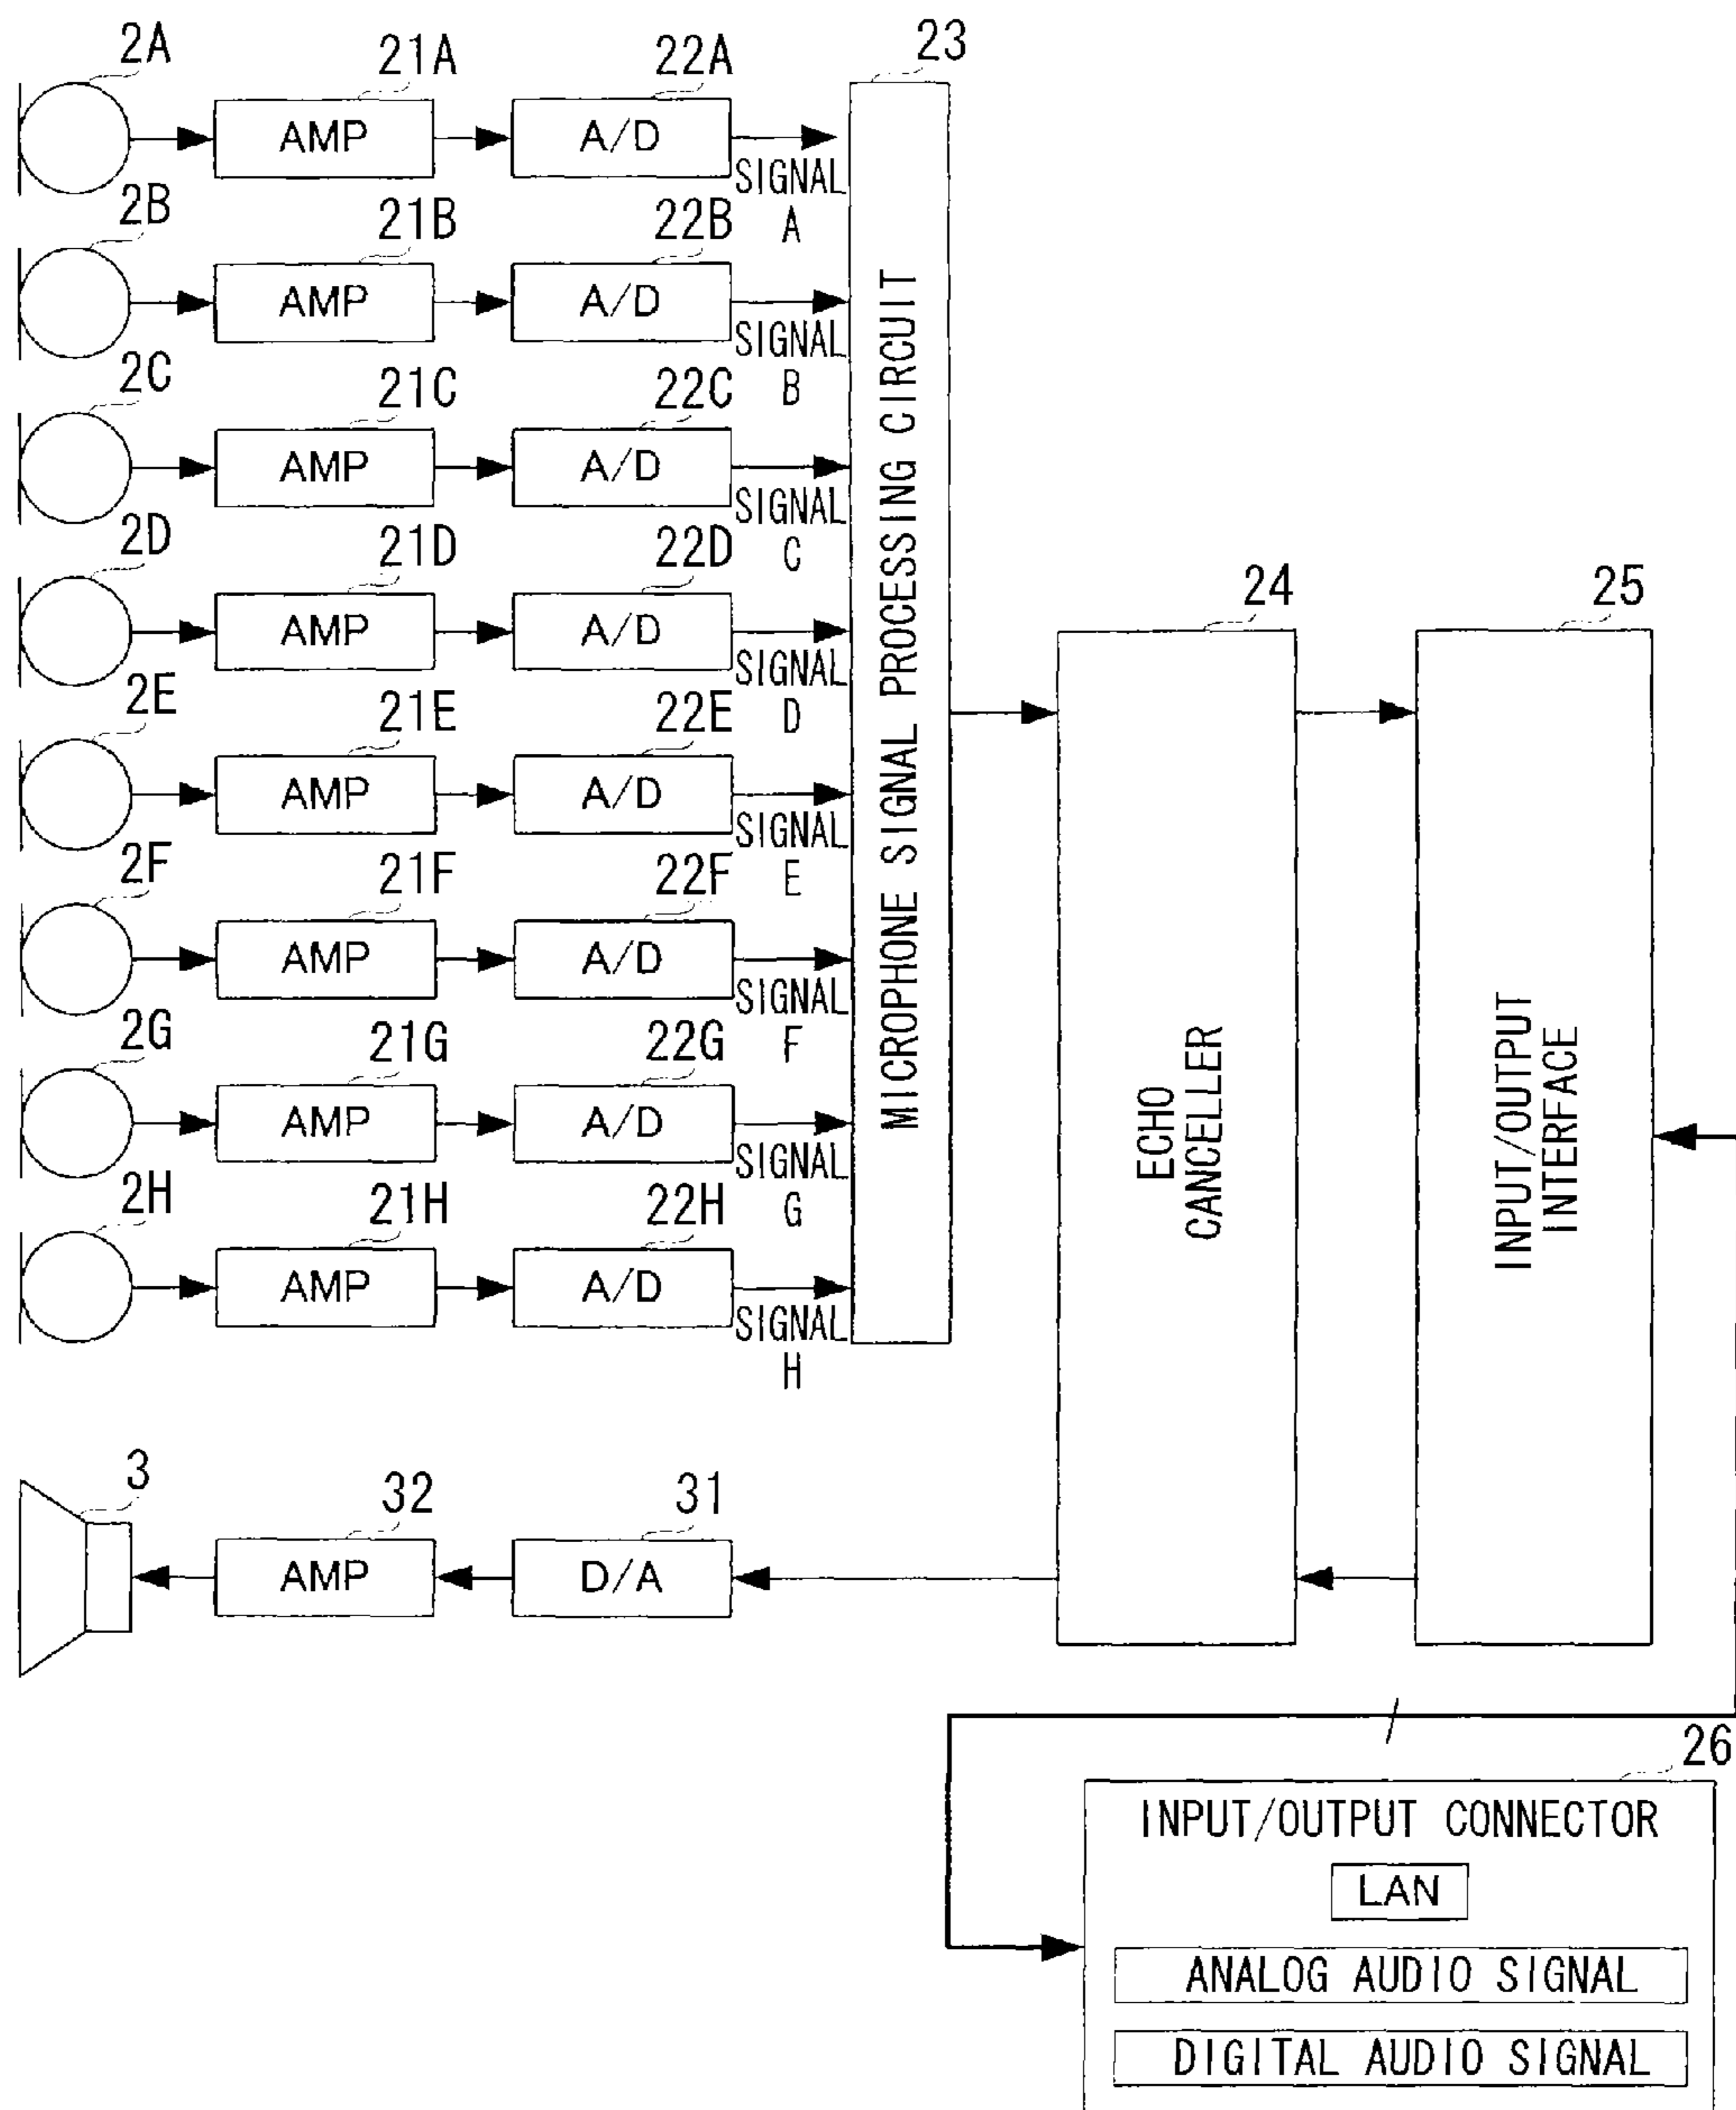 2A 21A 22A 23
AMP A/D
SIGNAL
A
2B 21B 22B
AMP A/D
SIGNAL
B
2C 21C 22C
AMP A/D
SIGNAL
C
2D 21D 22D
AMP A/D
SIGNAL
D
2E 21E 22E
AMP A/D
SIGNAL
E
2F 21F 22F
AMP A/D
SIGNAL
F
2G 21G 22G
AMP A/D
SIGNAL
G
2H 21H 22H
AMP A/D
SIGNAL
H
MICROPHONE SIGNAL PROCESSING CIRCUIT
24
ECHO
CANCELLER
25
INPUT/OUTPUT
INTERFACE
3 32 31
AMP D/A
26
INPUT/OUTPUT CONNECTOR
LAN
ANALOG AUDIO SIGNAL
DIGITAL AUDIO SIGNAL